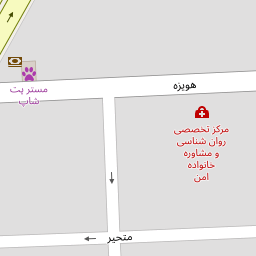 هویزه
مستر پت
شاپ
مرکز تخصصی
روان شناسی
و مشاوره
خانواده
امن
متحیر